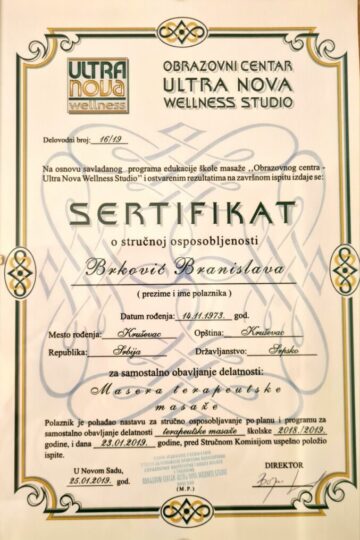 ULTRA
nova
wellness
OBRAZOVNI CENTAR
ULTRA NOVA
WELLNESS STUDIO
Delovodni broj: 16/19
Na osnovu savladanog programa edukacije škole masaže ,,Obrazovnog centra -
Ultra Nova Wellness Studio” i ostvarenim rezultatima na završnom ispitu izdaje se:
SERTIFIKAT
o stručnoj osposobljenosti
Brković Branislava
( prezime i ime polaznika )
Datum rođenja: 14.11.1973. god.
Mesto rođenja: Kruševac Opština: Kruševac
Republika: Srbija Državljanstvo: Srpsko
za samostalno obavljanje delatnosti:
Masera terapeutske
masaže
Polaznik je pohađao nastavu za stručno osposobljavanje po planu i programu za
samostalno obavljanje delatnosti terapeutske masaže školske 2018./2019.
godine, i dana 23.01.2019. godine, pred Stručnom Komisijom uspešno položio
ispite.
U Novom Sadu,
25.01.2019. god.
(M.P.)
DIREKTOR